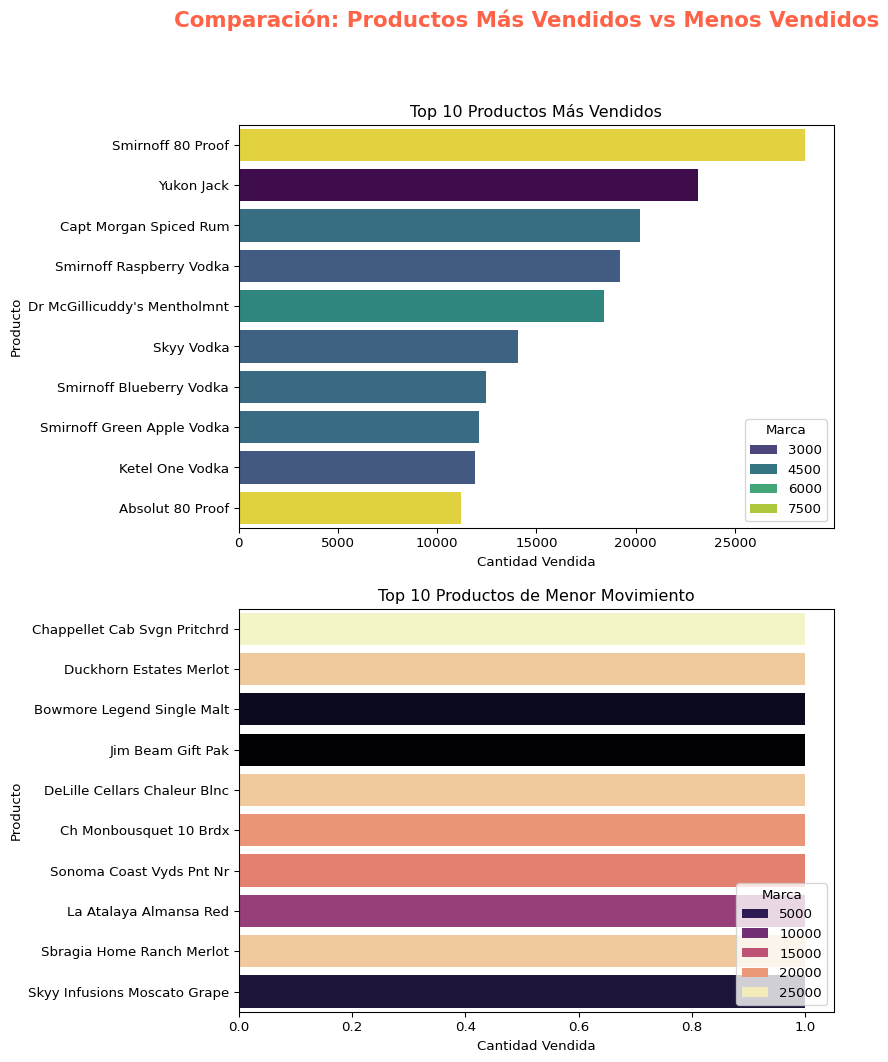 Comparación: Productos Más Vendidos vs Menos Vendidos
Top 10 Productos Más Vendidos
Producto
Smirnoff 80 Proof
Yukon Jack
Capt Morgan Spiced Rum
Smirnoff Raspberry Vodka
Dr McGillicuddy's Mentholmnt
Skyy Vodka
Smirnoff Blueberry Vodka
Smirnoff Green Apple Vodka
Ketel One Vodka
Absolut 80 Proof
Marca
3000
4500
6000
7500
0 5000 10000 15000 20000 25000
Cantidad Vendida
Top 10 Productos de Menor Movimiento
Producto
Chappellet Cab Svgn Pritchrd
Duckhorn Estates Merlot
Bowmore Legend Single Malt
Jim Beam Gift Pak
DeLille Cellars Chaleur Blnc
Ch Monbousquet 10 Brdx
Sonoma Coast Vyds Pnt Nr
La Atalaya Almansa Red
Sbragia Home Ranch Merlot
Skyy Infusions Moscato Grape
Marca
5000
10000
15000
20000
25000
0.0 0.2 0.4 0.6 0.8 1.0
Cantidad Vendida